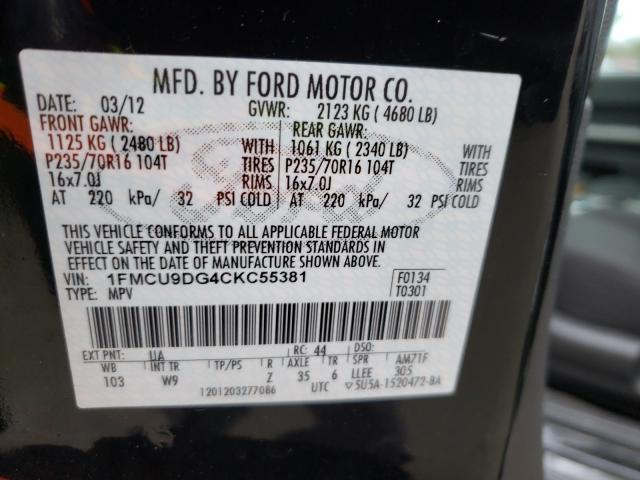 MFD. BY FORD MOTOR CO.
DATE: 03/12 GVWR: 2123 KG ( 4680 LB)
FRONT GAWR: REAR GAWR:
1125 KG ( 2480 LB) WITH 1061 KG ( 2340 LB) WITH
P235/70R16 104T TIRES P235/70R16 104T TIRES
16x7.0J RIMS 16x7.0J RIMS
AT 220 kPa/ 32 PSI COLD AT 220 kPa/ 32 PSI COLD
Ford
THIS VEHICLE CONFORMS TO ALL APPLICABLE FEDERAL MOTOR
VEHICLE SAFETY AND THEFT PREVENTION STANDARDS IN
EFFECT ON THE DATE OF MANUFACTURE SHOWN ABOVE.
VIN: 1FMCU9DG4CKC55381 F0134
TYPE: MPV T0301
EXT PNT: UA RC: 44 DSO:
WB INT TR TP/PS R AXLE TR SPR AM71F
103 W9 Z 35 6 LLEE 305
1201203277086 UTC 5U5A-1520472-BA